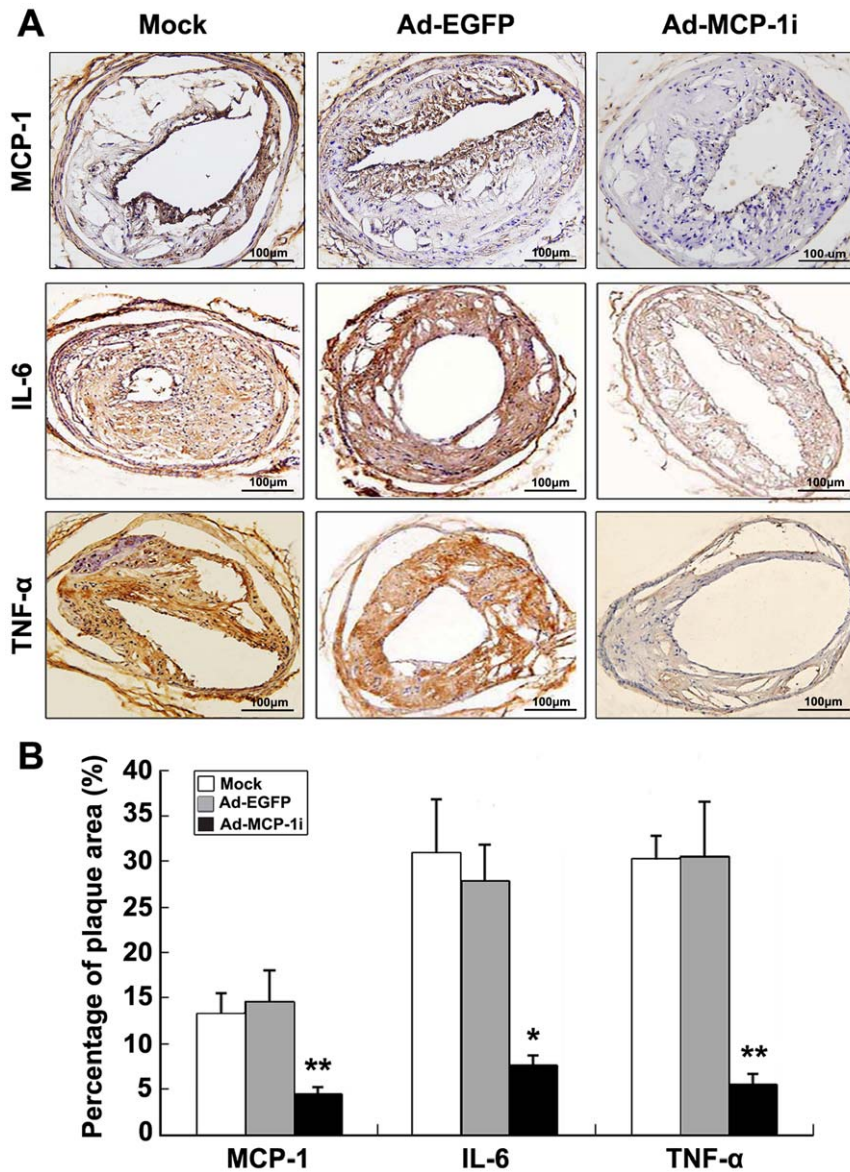 A
Mock Ad-EGFP Ad-MCP-1i
MCP-1
100μm 100μm 100 um
IL-6
100μm 100μm 100μm
TNF-α
100μm 100μm 100μm
B
Percentage of plaque area (%)
40
35
30
25
20
15
10
5
0
Mock
Ad-EGFP
Ad-MCP-1i
** * **
MCP-1 IL-6 TNF-α